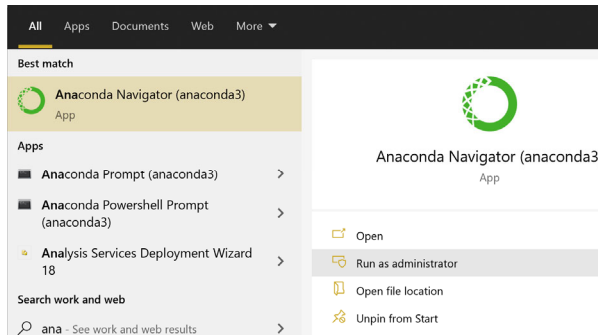 All Apps Documents Web More
Best match
Anaconda Navigator (anaconda3)
App
Apps
Anaconda Prompt (anaconda3)
Anaconda Powershell Prompt
(anaconda3)
Analysis Services Deployment Wizard
18
Search work and web
ana - See work and web results
Anaconda Navigator (anaconda3
App
Open
Run as administrator
Open file location
Unpin from Start